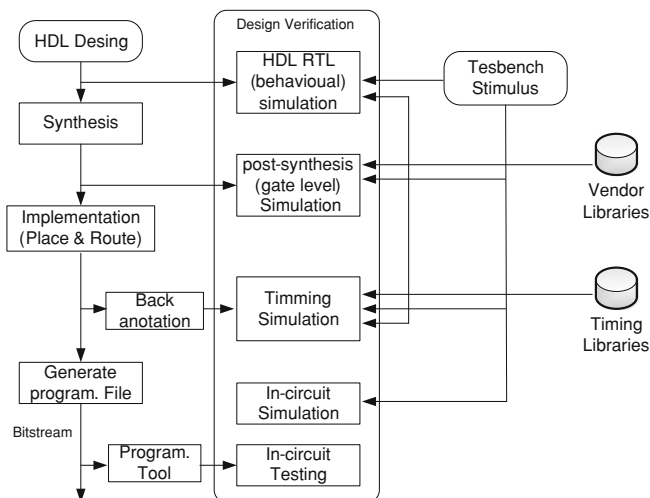 Design Verification
HDL Desing
HDL RTL
(behavioual)
simulation
Tesbench
Stimulus
Synthesis
post-synthesis
(gate level)
Simulation
Vendor
Libraries
Implementation
(Place & Route)
Back
anotation
Timming
Simulation
Timing
Libraries
Generate
program. File
In-circuit
Simulation
Bitstream
Program.
Tool
In-circuit
Testing